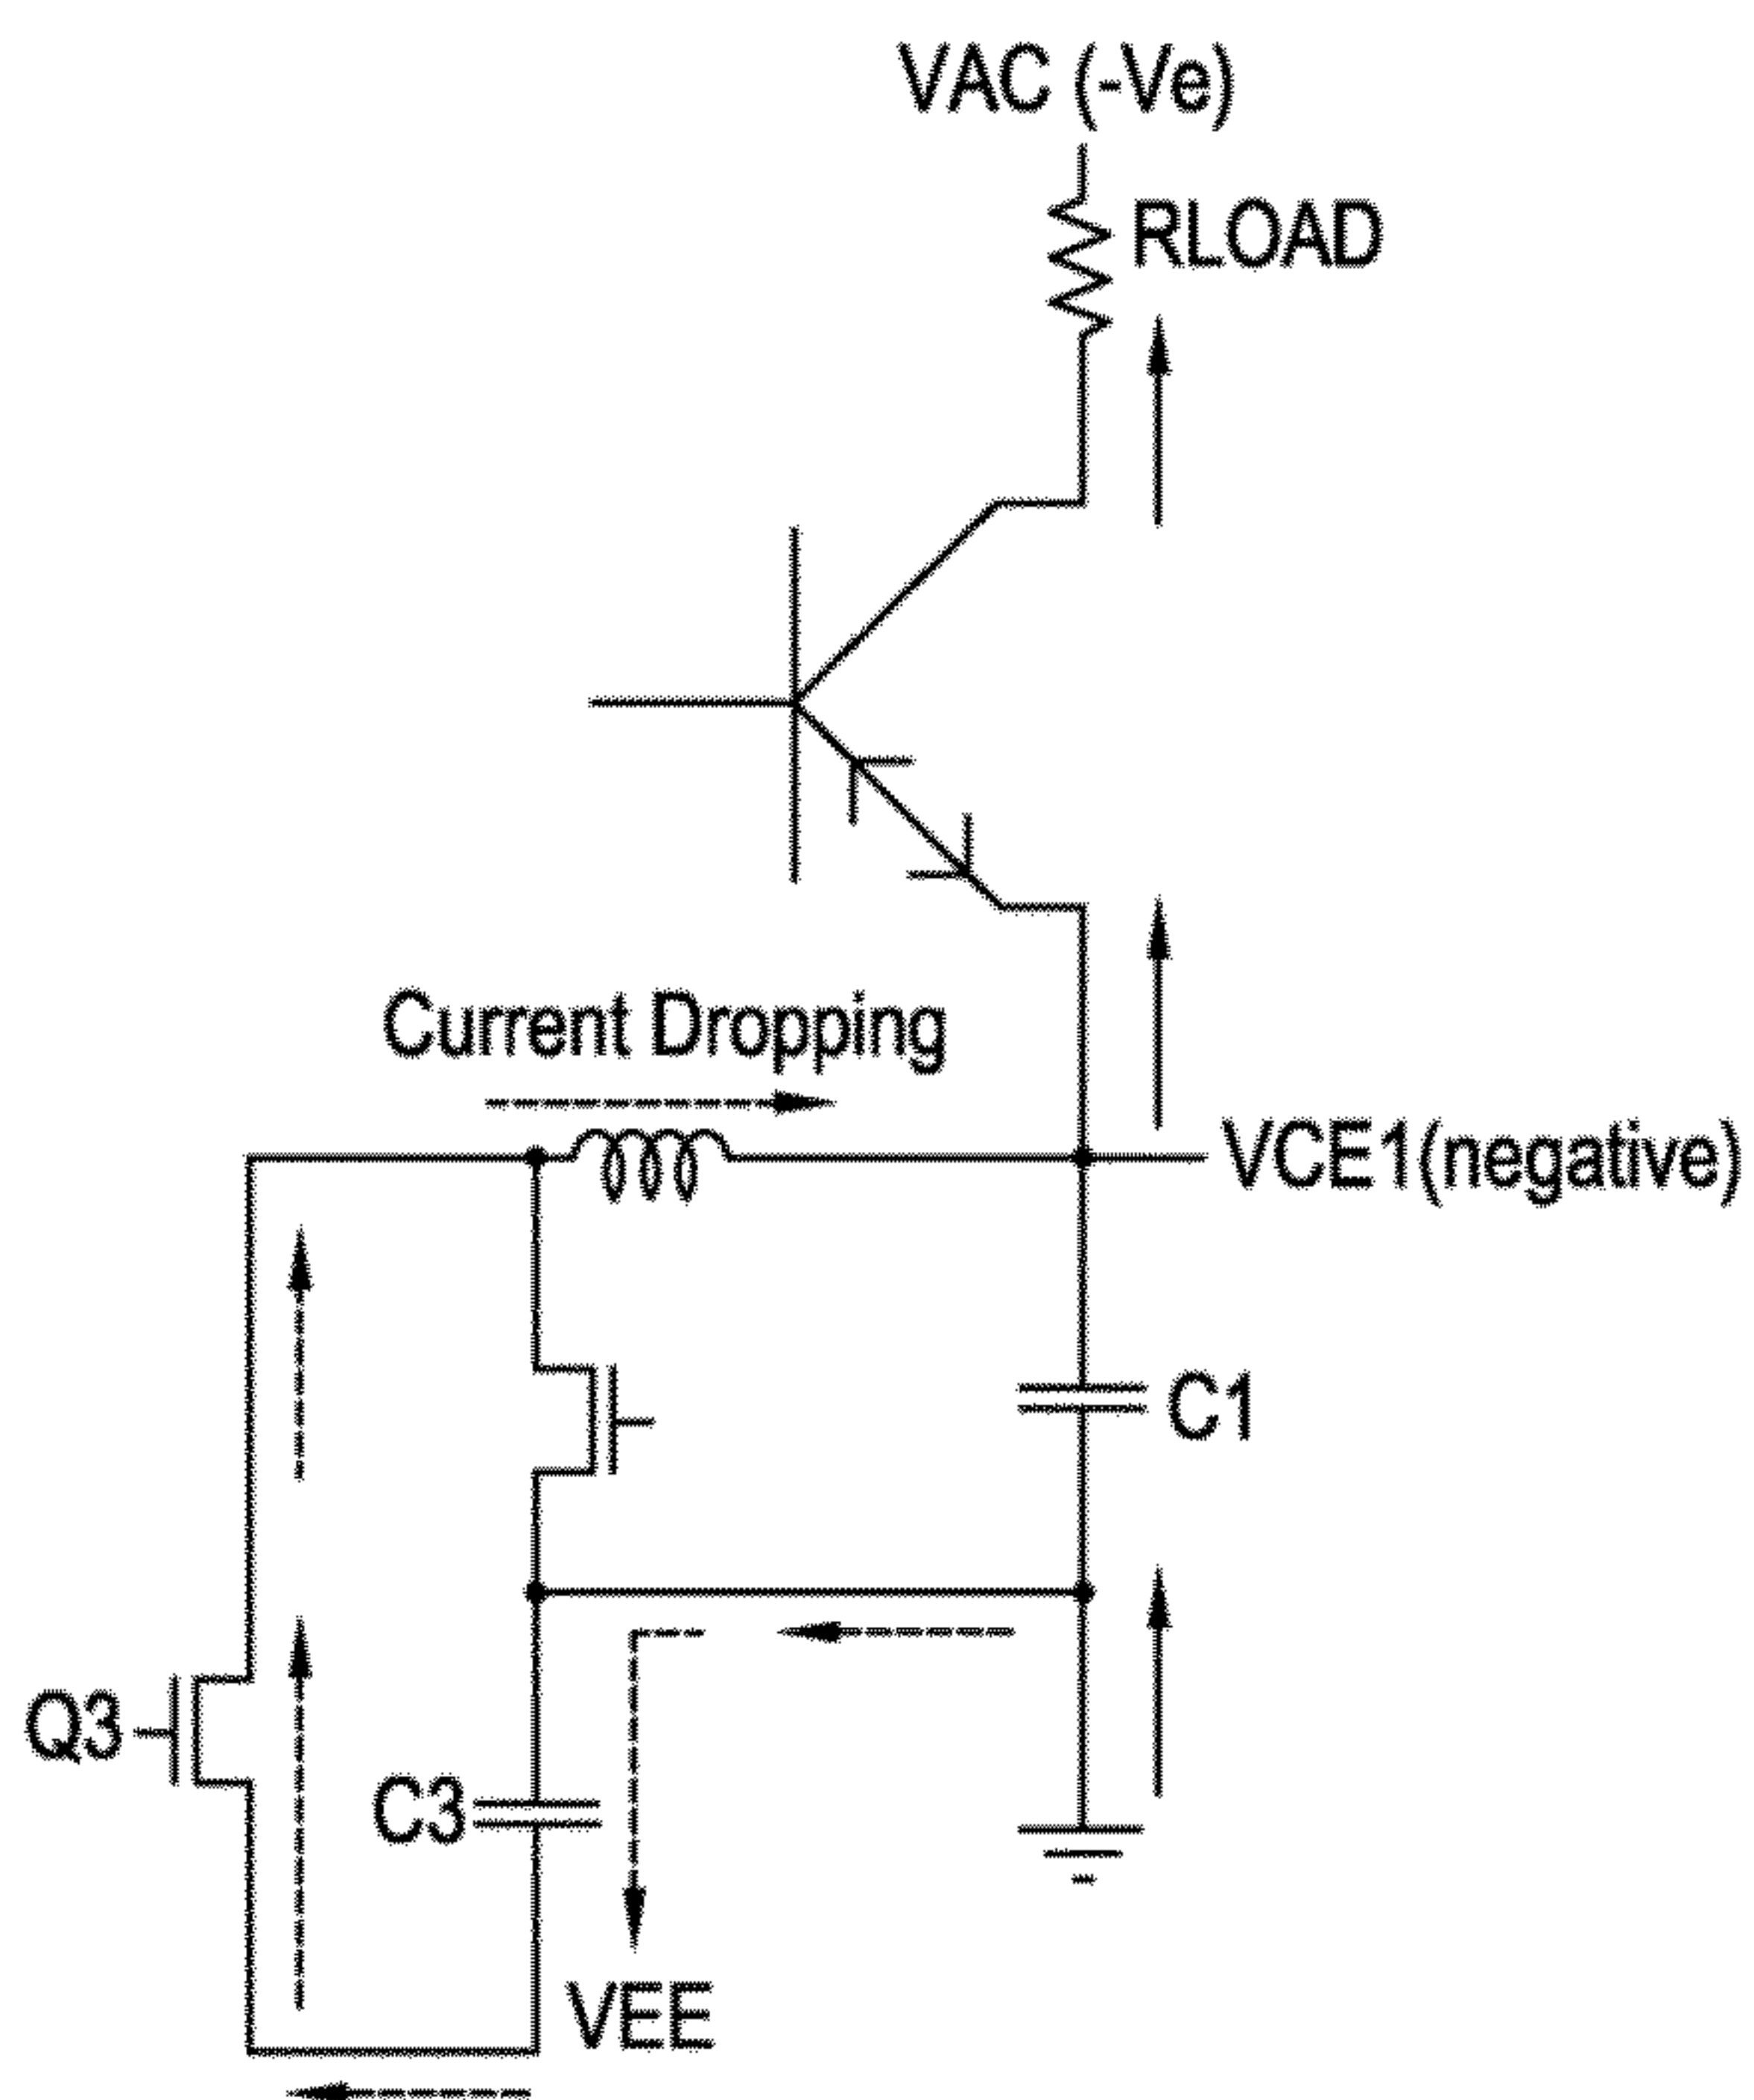 VAC (-Ve)
RLOAD
Current Dropping
VCE1(negative)
C1
Q3
C3
VEE